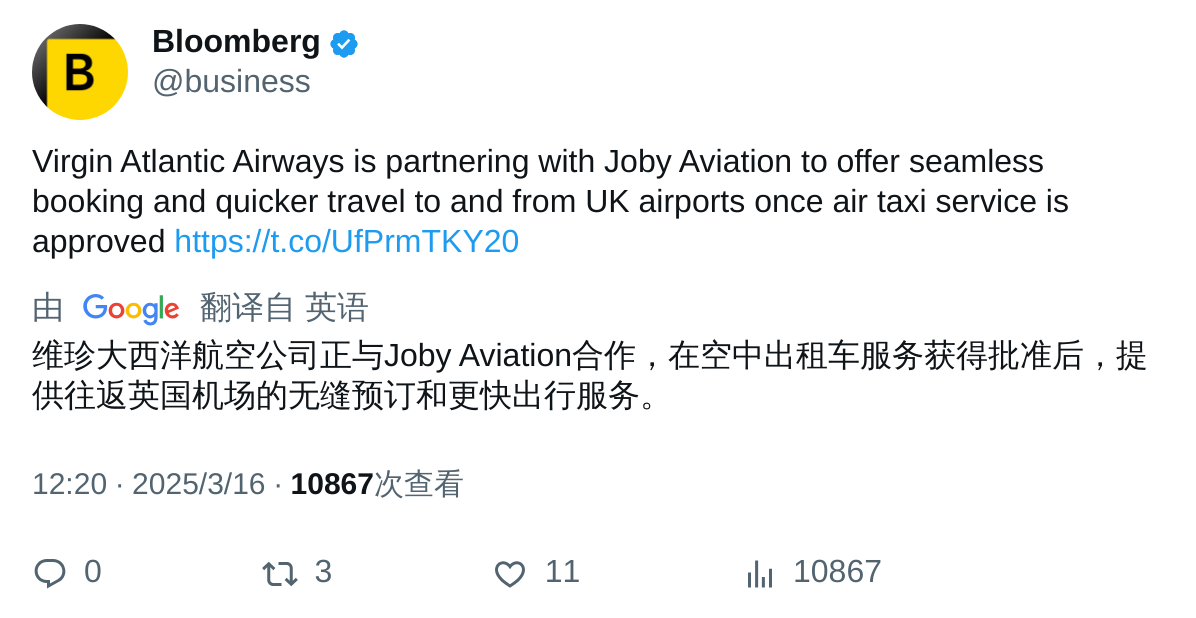 B
Bloomberg
@business
Virgin Atlantic Airways is partnering with Joby Aviation to offer seamless
booking and quicker travel to and from UK airports once air taxi service is
approved https://t.co/UfPrmTKY20
由 Google 翻译自 英语
维珍大西洋航空公司正与Joby Aviation合作，在空中出租车服务获得批准后，提
供往返英国机场的无缝预订和更快出行服务。
12:20 · 2025/3/16 · 10867次查看
0 3 11 10867